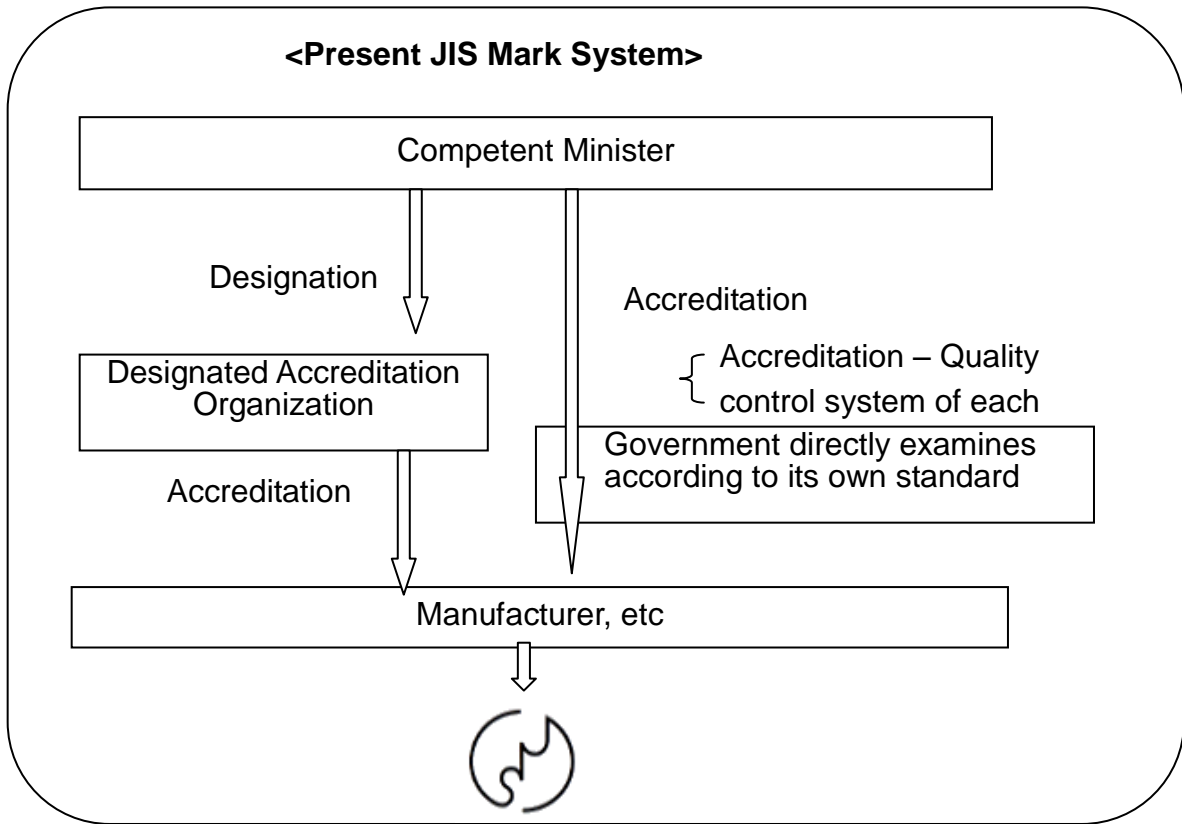 <Present JIS Mark System>
Competent Minister
Designation
Accreditation
Accreditation – Quality
control system of each
Designated Accreditation
Organization
Government directly examines
according to its own standard
Accreditation
Manufacturer, etc